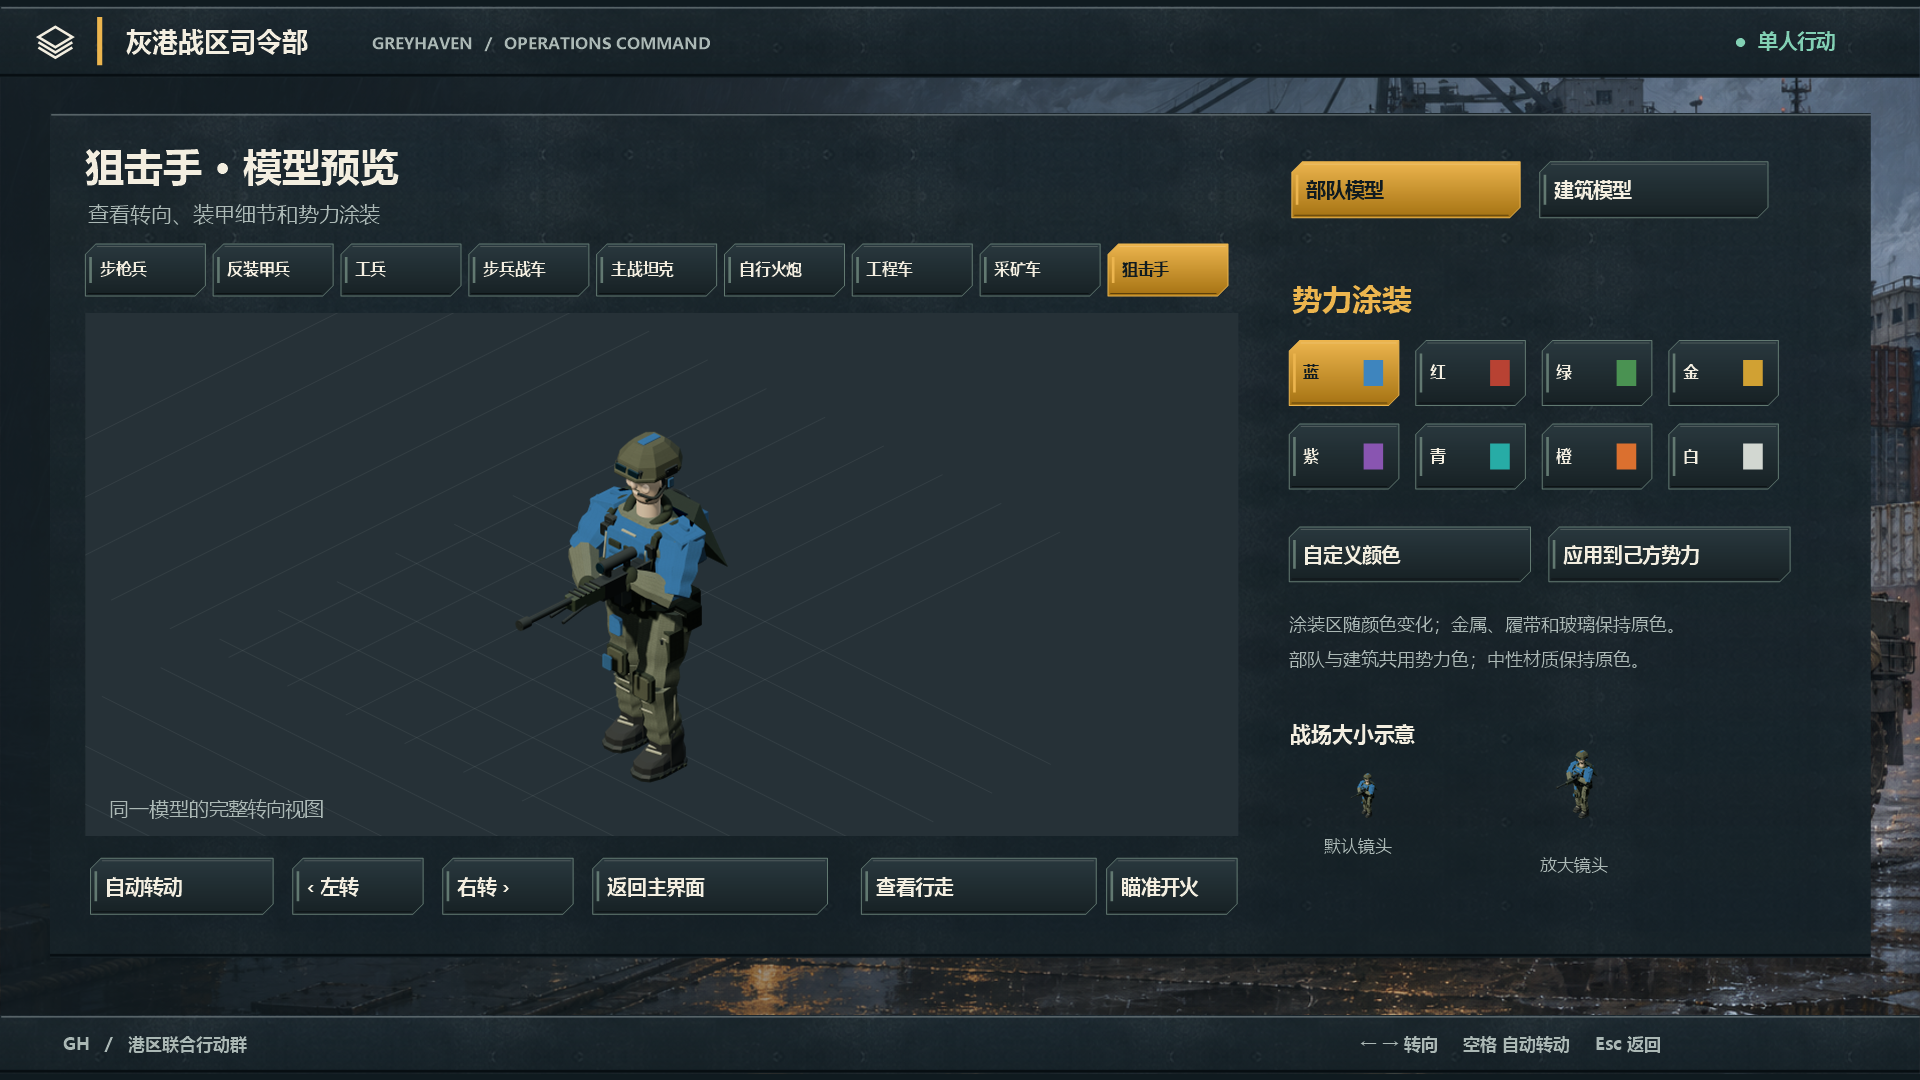 灰港战区司令部
GREYHAVEN / OPERATIONS COMMAND
单人行动
狙击手·模型预览
查看转向、装甲细节和势力涂装
步枪兵 反装甲兵 工兵 步兵战车 主战坦克 自行火炮 工程车 采矿车 狙击手
同一模型的完整转向视图
自动转动 ‹ 左转 右转 › 返回主界面 查看行走 瞄准开火
部队模型 建筑模型
势力涂装
蓝 红 绿 金
紫 青 橙 白
自定义颜色 应用到己方势力
涂装区随颜色变化；金属、履带和玻璃保持原色。
部队与建筑共用势力色；中性材质保持原色。
战场大小示意
默认镜头
放大镜头
GH / 港区联合行动群
←→ 转向 空格 自动转动 Esc 返回